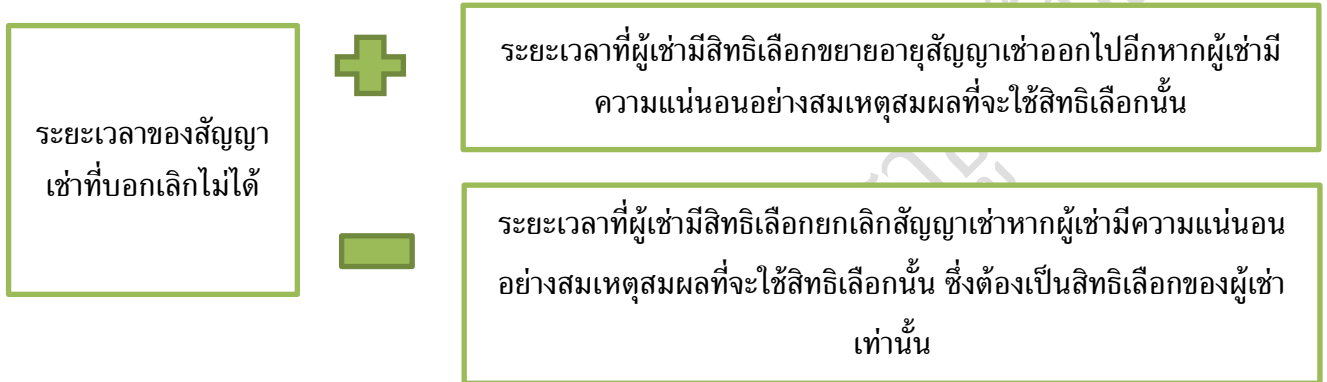 ระยะเวลาของสัญญา
เช่าที่บอกเลิกไม่ได้
ระยะเวลาที่ผู้เช่ามีสิทธิเลือกขยายอายุสัญญาเช่าออกไปอีกหากผู้เช่ามี
ความแน่นอนอย่างสมเหตุสมผลที่จะใช้สิทธิเลือกนั้น
ระยะเวลาที่ผู้เช่ามีสิทธิเลือกยกเลิกสัญญาเช่าหากผู้เช่ามีความแน่นอน
อย่างสมเหตุสมผลที่จะใช้สิทธิเลือกนั้น ซึ่งต้องเป็นสิทธิเลือกของผู้เช่า
เท่านั้น